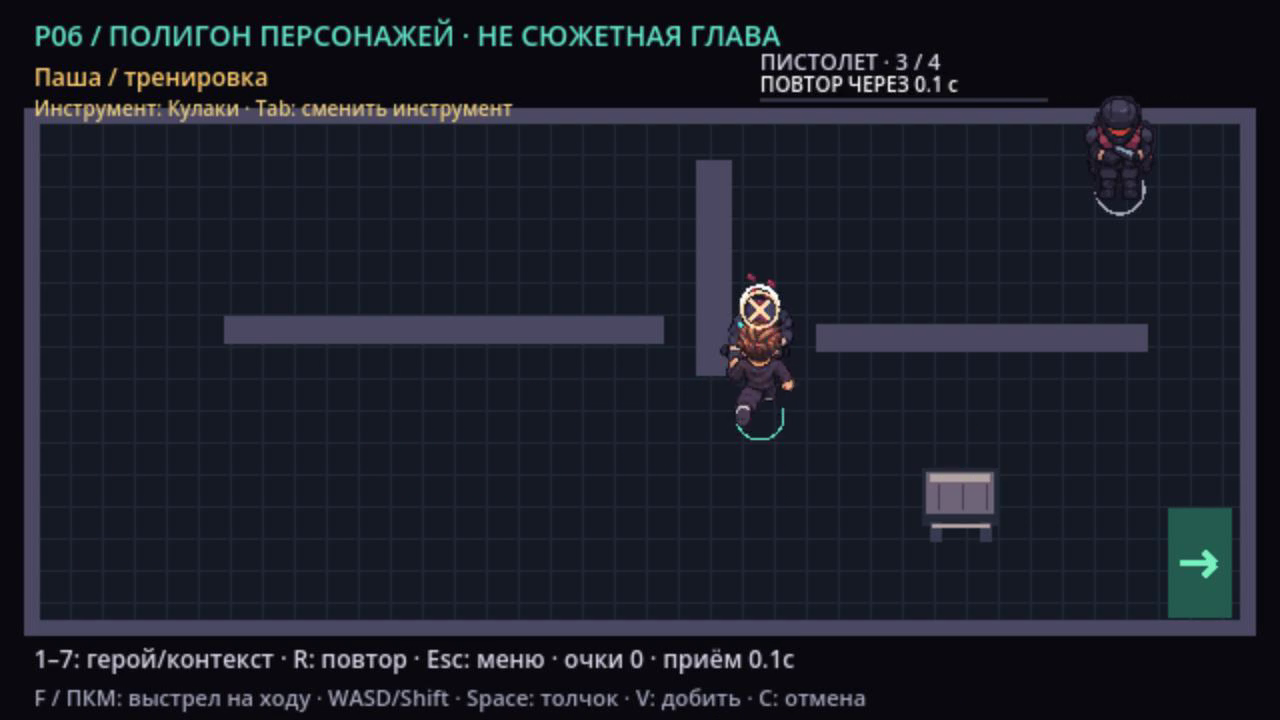 P06 / ПОЛИГОН ПЕРСОНАЖЕЙ · НЕ СЮЖЕТНАЯ ГЛАВА
ПИСТОЛЕТ · 3 / 4
Паша / тренировка
ПОВТОР ЧЕРЕЗ 0.1 с
Инструмент: Кулаки · Tab: сменить инструмент
1–7: герой/контекст · R: повтор · Esc: меню · очки 0 · приём 0.1с
F / ПКМ: выстрел на ходу · WASD/Shift · Space: толчок · V: добить · C: отмена